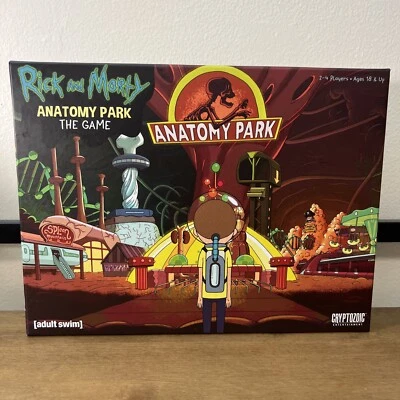 Rick and Morty
ANATOMY PARK
THE GAME
2-4 Players • Ages 18 & Up
ANATOMY PARK
Spleen
[adult swim]
CRYPTOZOIC
ENTERTAINMENT